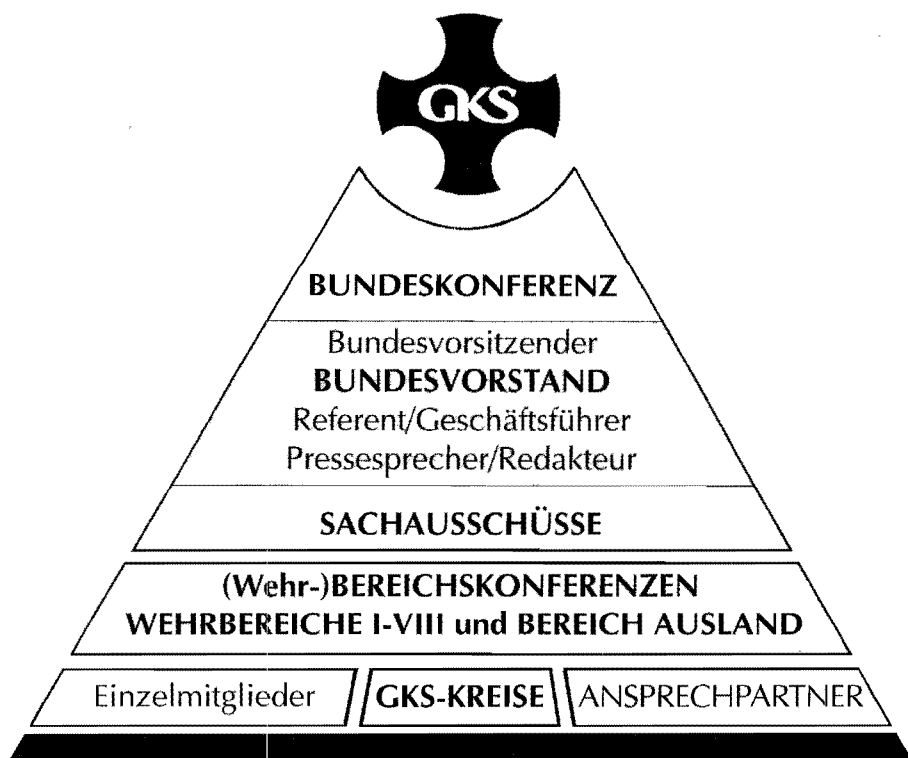 GKS
BUNDESKONFERENZ
Bundesvorsitzender
BUNDESVORSTAND
Referent/Geschäftsführer
Pressesprecher/Redakteur
SACHAUSSCHÜSSE
(Wehr-)BEREICHSKONFERENZEN
WEHRBEREICHE I-VIII und BEREICH AUSLAND
Einzelmitglieder GKS-KREISE ANSPRECHPARTNER